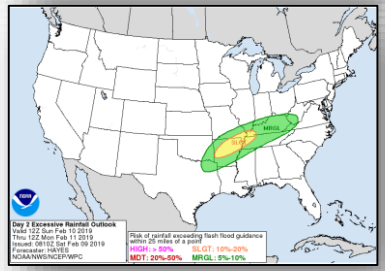 MRGL
SLGT
NOAA
Day 2 Excessive Rainfall Outlook
Valid 12Z Sun Feb 10 2019
Thru 12Z Mon Feb 11 2019
Issued: 0810Z Sat Feb 09 2019
Forecaster: HAYES
NOAA/NWS/NCEP/WPC
Risk of rainfall exceeding flash flood guidance
within 25 miles of a point
HIGH: > 50% SLGT: 10%-20%
MDT: 20%-50% MRGL: 5%-10%